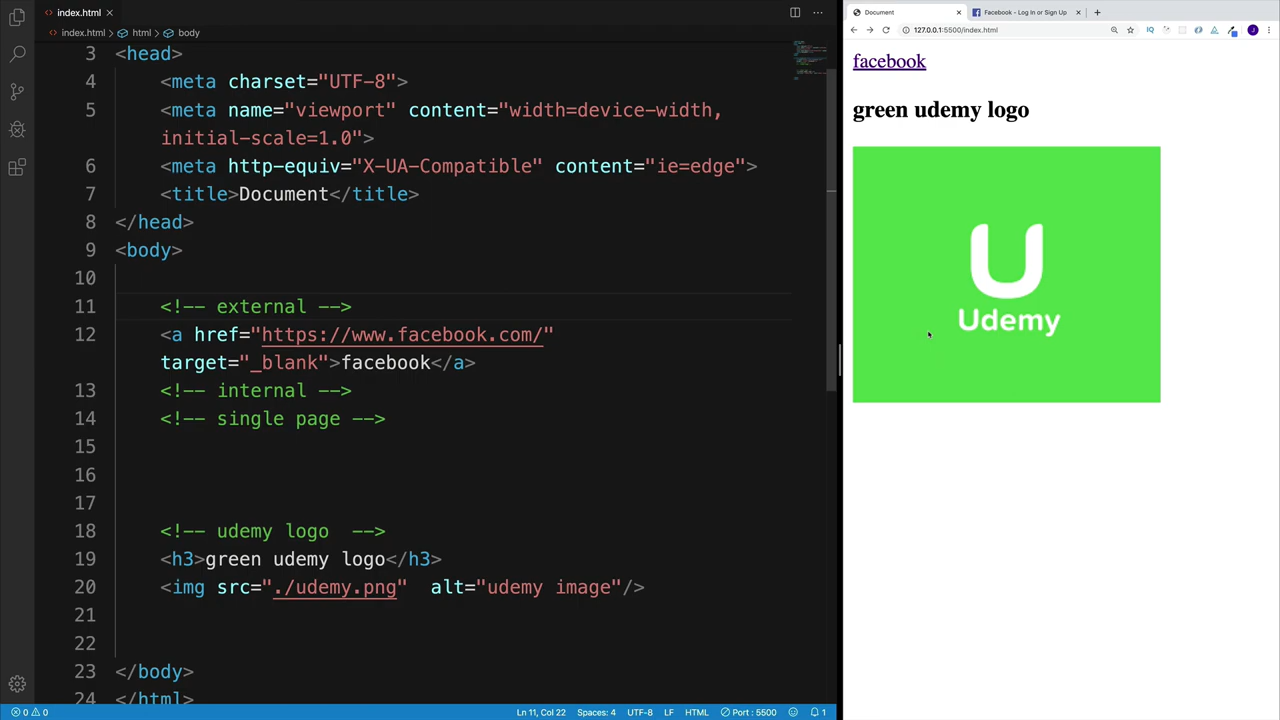 index.html
index.html > html > body
3 <head>
4 <meta charset="UTF-8">
5 <meta name="viewport" content="width=device-width,
initial-scale=1.0">
6 <meta http-equiv="X-UA-Compatible" content="ie=edge">
7 <title>Document</title>
8 </head>
9 <body>
10
11 <!-- external -->
12 <a href="https://www.facebook.com/"
target="_blank">facebook</a>
13 <!-- internal -->
14 <!-- single page -->
15
16
17
18 <!-- udemy logo  -->
19 <h3>green udemy logo</h3>
20 <img src="./udemy.png"  alt="udemy image"/>
21
22
23 </body>
24 </html>
0 0 Ln 11, Col 22 Spaces: 4 UTF-8 LF HTML Port : 5500 1
Document Facebook - Log In or Sign Up
127.0.0.1:5500/index.html IQ J
facebook
green udemy logo
U
Udemy